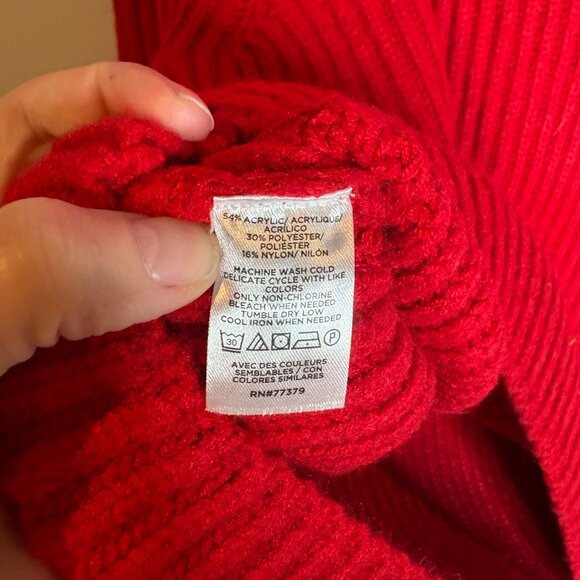 54% ACRYLIC/ ACRYLIQUE/
ACRÍLICO
30% POLYESTER/
POLIÉSTER
16% NYLON/ NILÓN
MACHINE WASH COLD
DELICATE CYCLE WITH LIKE
COLORS
ONLY NON-CHLORINE
BLEACH WHEN NEEDED
TUMBLE DRY LOW
COOL IRON WHEN NEEDED
30 P
AVEC DES COULEURS
SEMBLABLES / CON
COLORES SIMILARES
RN#77379